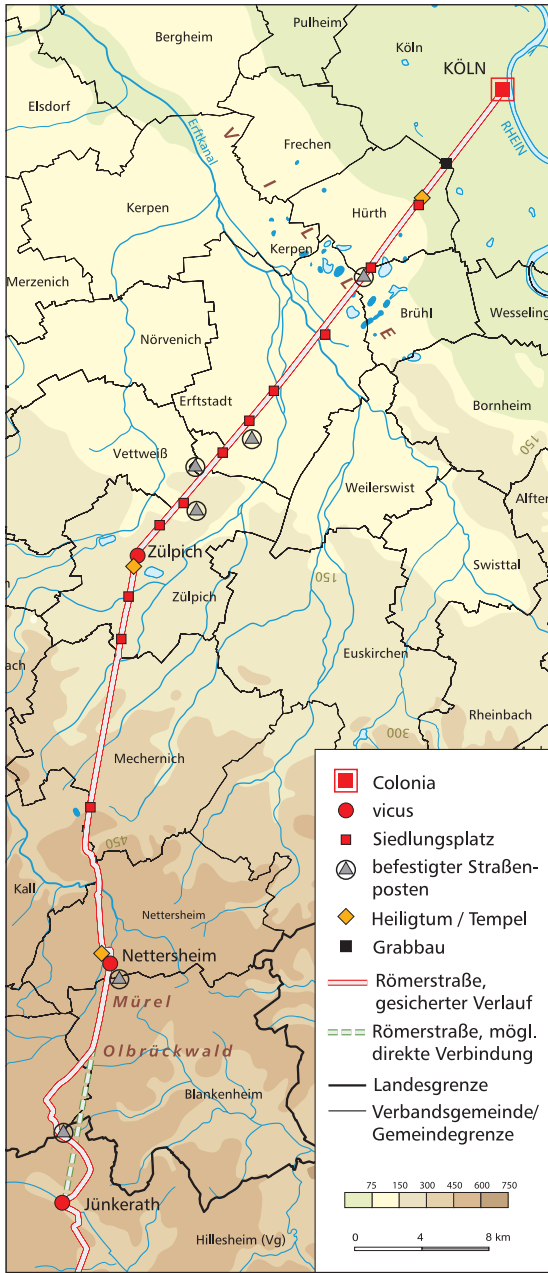 Pulheim
Bergheim
Köln
KÖLN
Elsdorf
RHEIN
Erftkanal
V I L L E
Frechen
Kerpen
Hürth
Kerpen
Merzenich
Brühl
Wesseling
Nörvenich
Erftstadt
Bornheim
150
Vettweiß
Weilerswist
Alfter
Zülpich
Swisttal
150
Zülpich
Euskirchen
ach
Rheinbach
300
Mechernich
450
Kall
Nettersheim
Nettersheim
Mürel
Olbrückwald
Blankenheim
Jünkerath
Hillesheim (Vg)
Colonia
vicus
Siedlungsplatz
befestigter Straßen-
posten
Heiligtum / Tempel
Grabbau
Römerstraße,
gesicherter Verlauf
Römerstraße, mögl.
direkte Verbindung
Landesgrenze
Verbandsgemeinde/
Gemeindegrenze
75 150 300 450 600 750
0 4 8 km